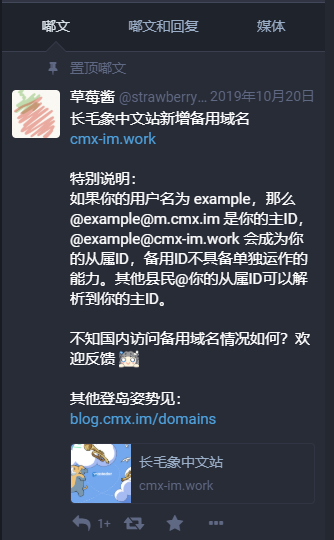 嘟文 嘟文和回复 媒体
置顶嘟文
草莓酱 @strawberry... 2019年10月20日
长毛象中文站新增备用域名
cmx-im.work
特别说明：
如果你的用户名为 example，那么
@example@m.cmx.im 是你的主ID，
@example@cmx-im.work 会成为你
的从属ID，备用ID不具备单独运作的
能力。其他县民@你的从属ID可以解
析到你的主ID。
不知国内访问备用域名情况如何？欢
迎反馈
其他登岛姿势见：
blog.cmx.im/domains
长毛象中文站
cmx-im.work
1+